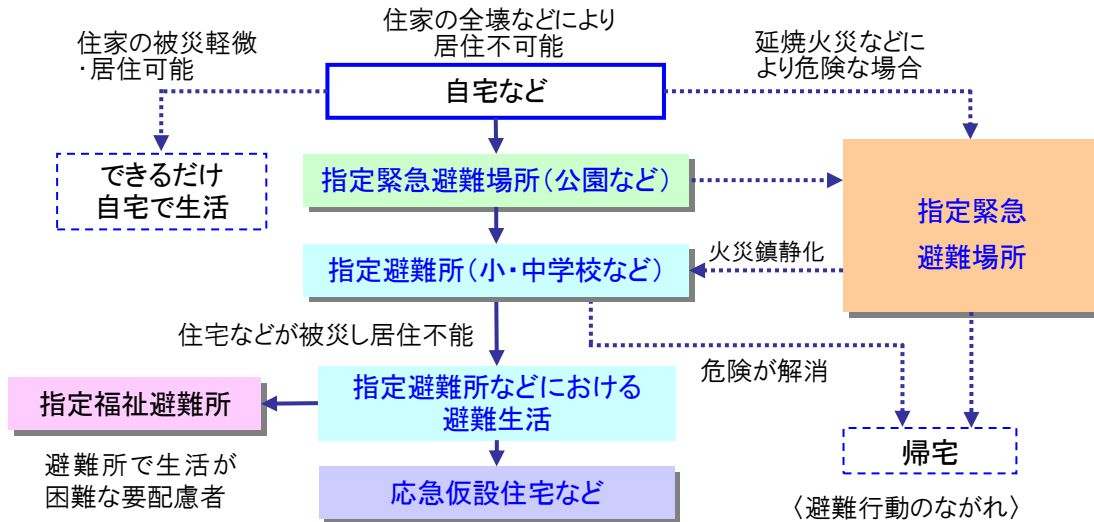 住家の全壊などにより
居住不可能
住家の被災軽微
・居住可能
延焼火災などに
より危険な場合
自宅など
できるだけ
自宅で生活
指定緊急避難場所（公園など）
指定緊急
避難場所
火災鎮静化
指定避難所（小・中学校など）
住宅などが被災し居住不能
危険が解消
指定避難所などにおける
避難生活
指定福祉避難所
避難所で生活が
困難な要配慮者
応急仮設住宅など
帰宅
〈避難行動のながれ〉